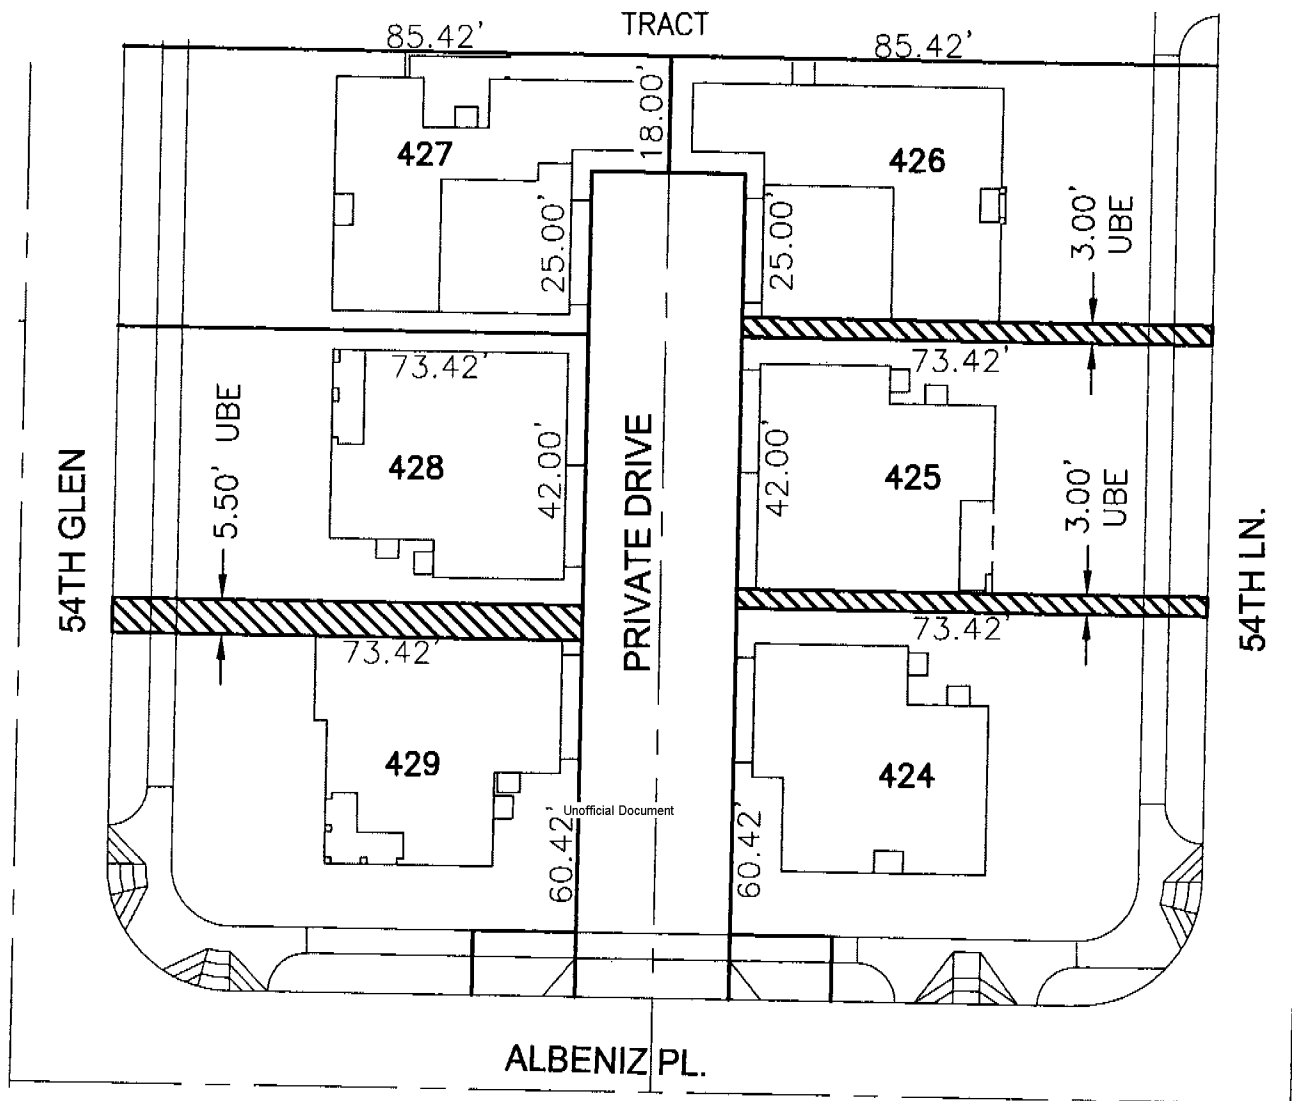 TRACT
85.42'
85.42'
18.00'
427
426
25.00'
25.00'
3.00'
UBE
73.42'
73.42'
5.50' UBE
428
42.00'
PRIVATE DRIVE
42.00'
425
3.00'
UBE
54TH GLEN
54TH LN.
73.42'
73.42'
429
424
Unofficial Document
60.42'
60.42'
ALBENIZ PL.